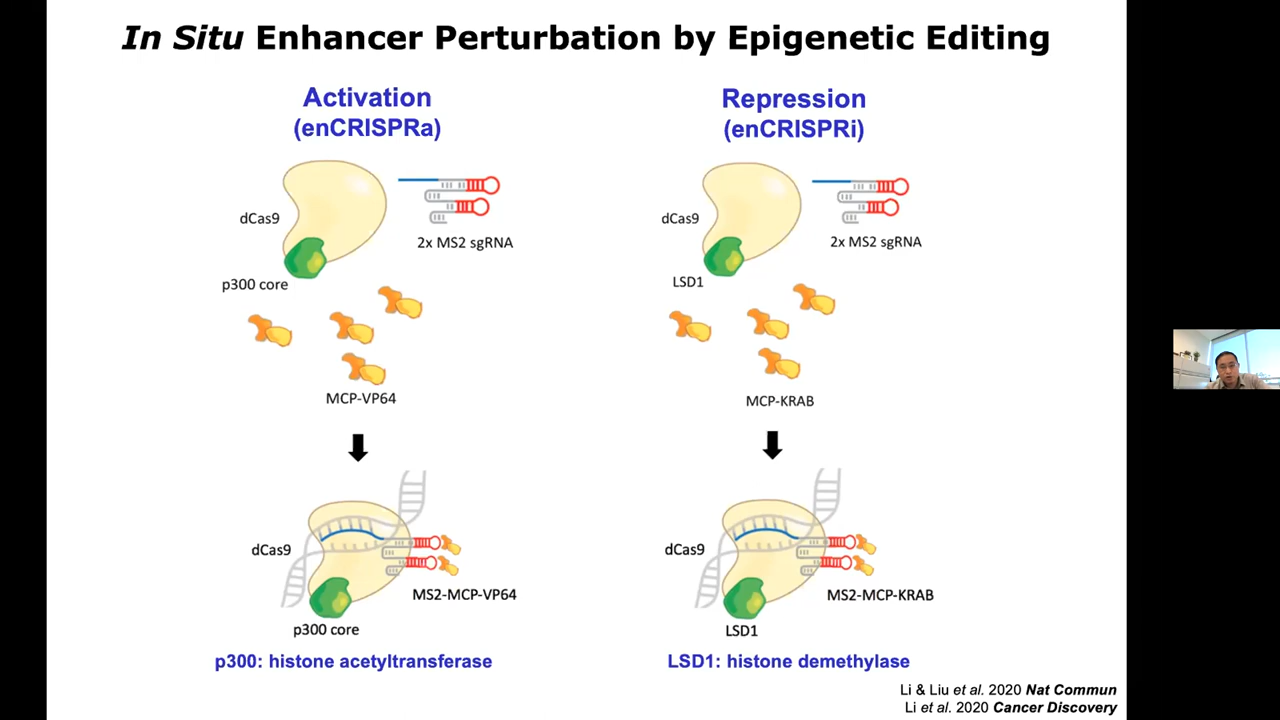 In Situ Enhancer Perturbation by Epigenetic Editing
Activation
(enCRISPRa)
dCas9
2x MS2 sgRNA
p300 core
MCP-VP64
dCas9
MS2-MCP-VP64
p300 core
p300: histone acetyltransferase
Repression
(enCRISPRi)
dCas9
2x MS2 sgRNA
LSD1
MCP-KRAB
dCas9
MS2-MCP-KRAB
LSD1
LSD1: histone demethylase
Li & Liu et al. 2020 Nat Commun
Li et al. 2020 Cancer Discovery